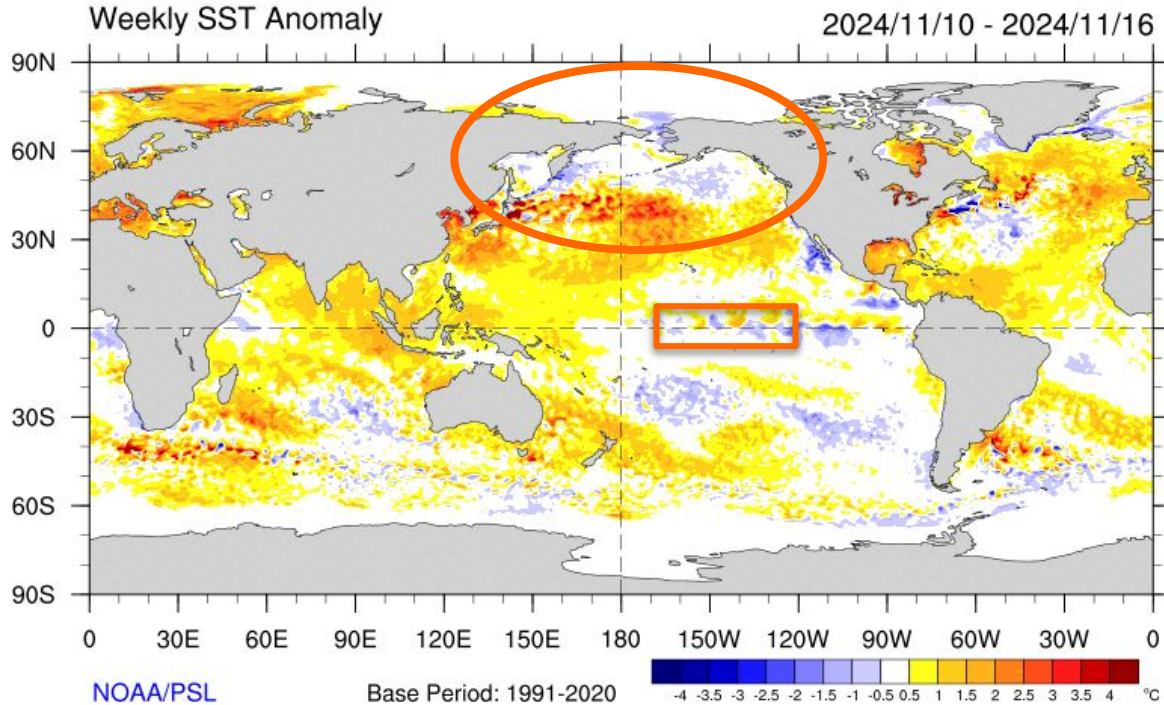 Weekly SST Anomaly 2024/11/10 - 2024/11/16
90N
60N
30N
0
30S
60S
90S
0 30E 60E 90E 120E 150E 180 150W 120W 90W 60W 30W 0
NOAA/PSL Base Period: 1991-2020
-4 -3.5 -3 -2.5 -2 -1.5 -1 -0.5 0.5 1 1.5 2 2.5 3 3.5 4 °C